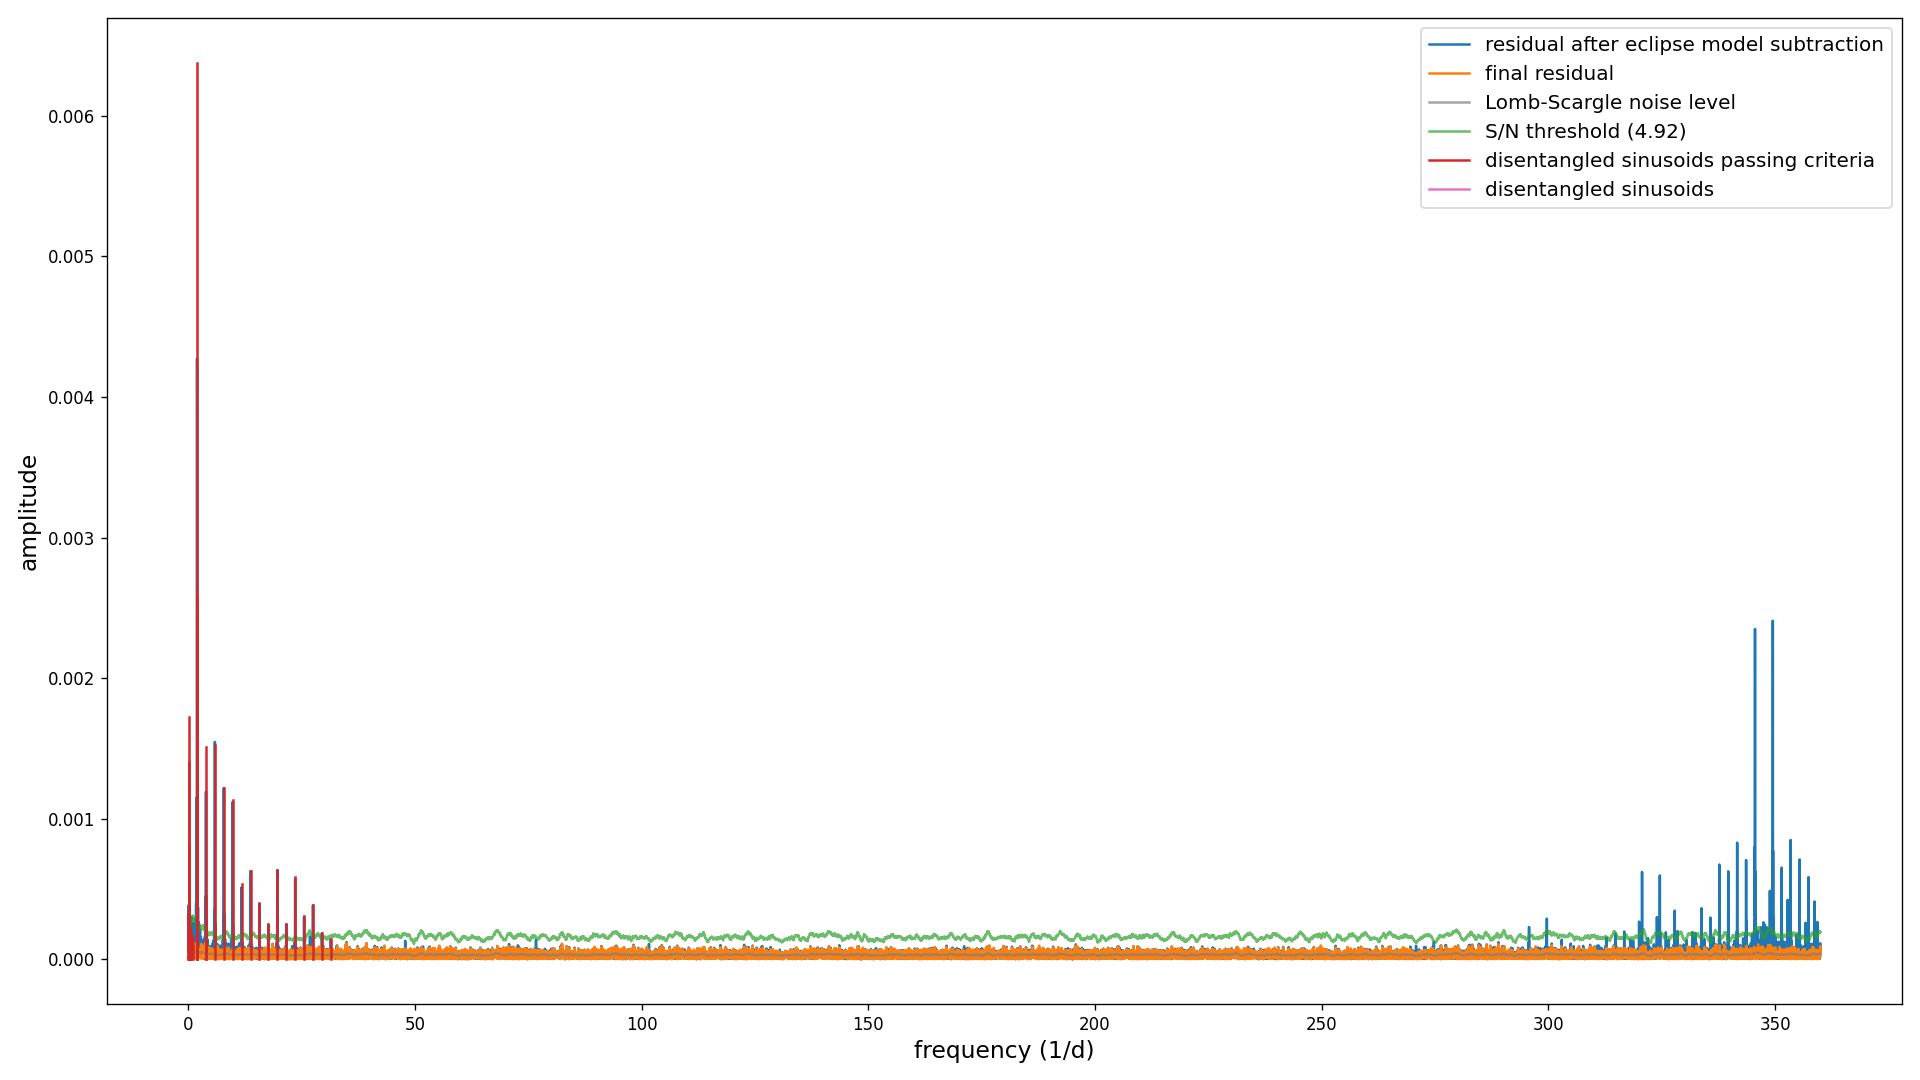 residual after eclipse model subtraction
final residual
Lomb-Scargle noise level
S/N threshold (4.92)
disentangled sinusoids passing criteria
disentangled sinusoids
amplitude
0.006
0.005
0.004
0.003
0.002
0.001
0.000
0 50 100 150 200 250 300 350
frequency (1/d)